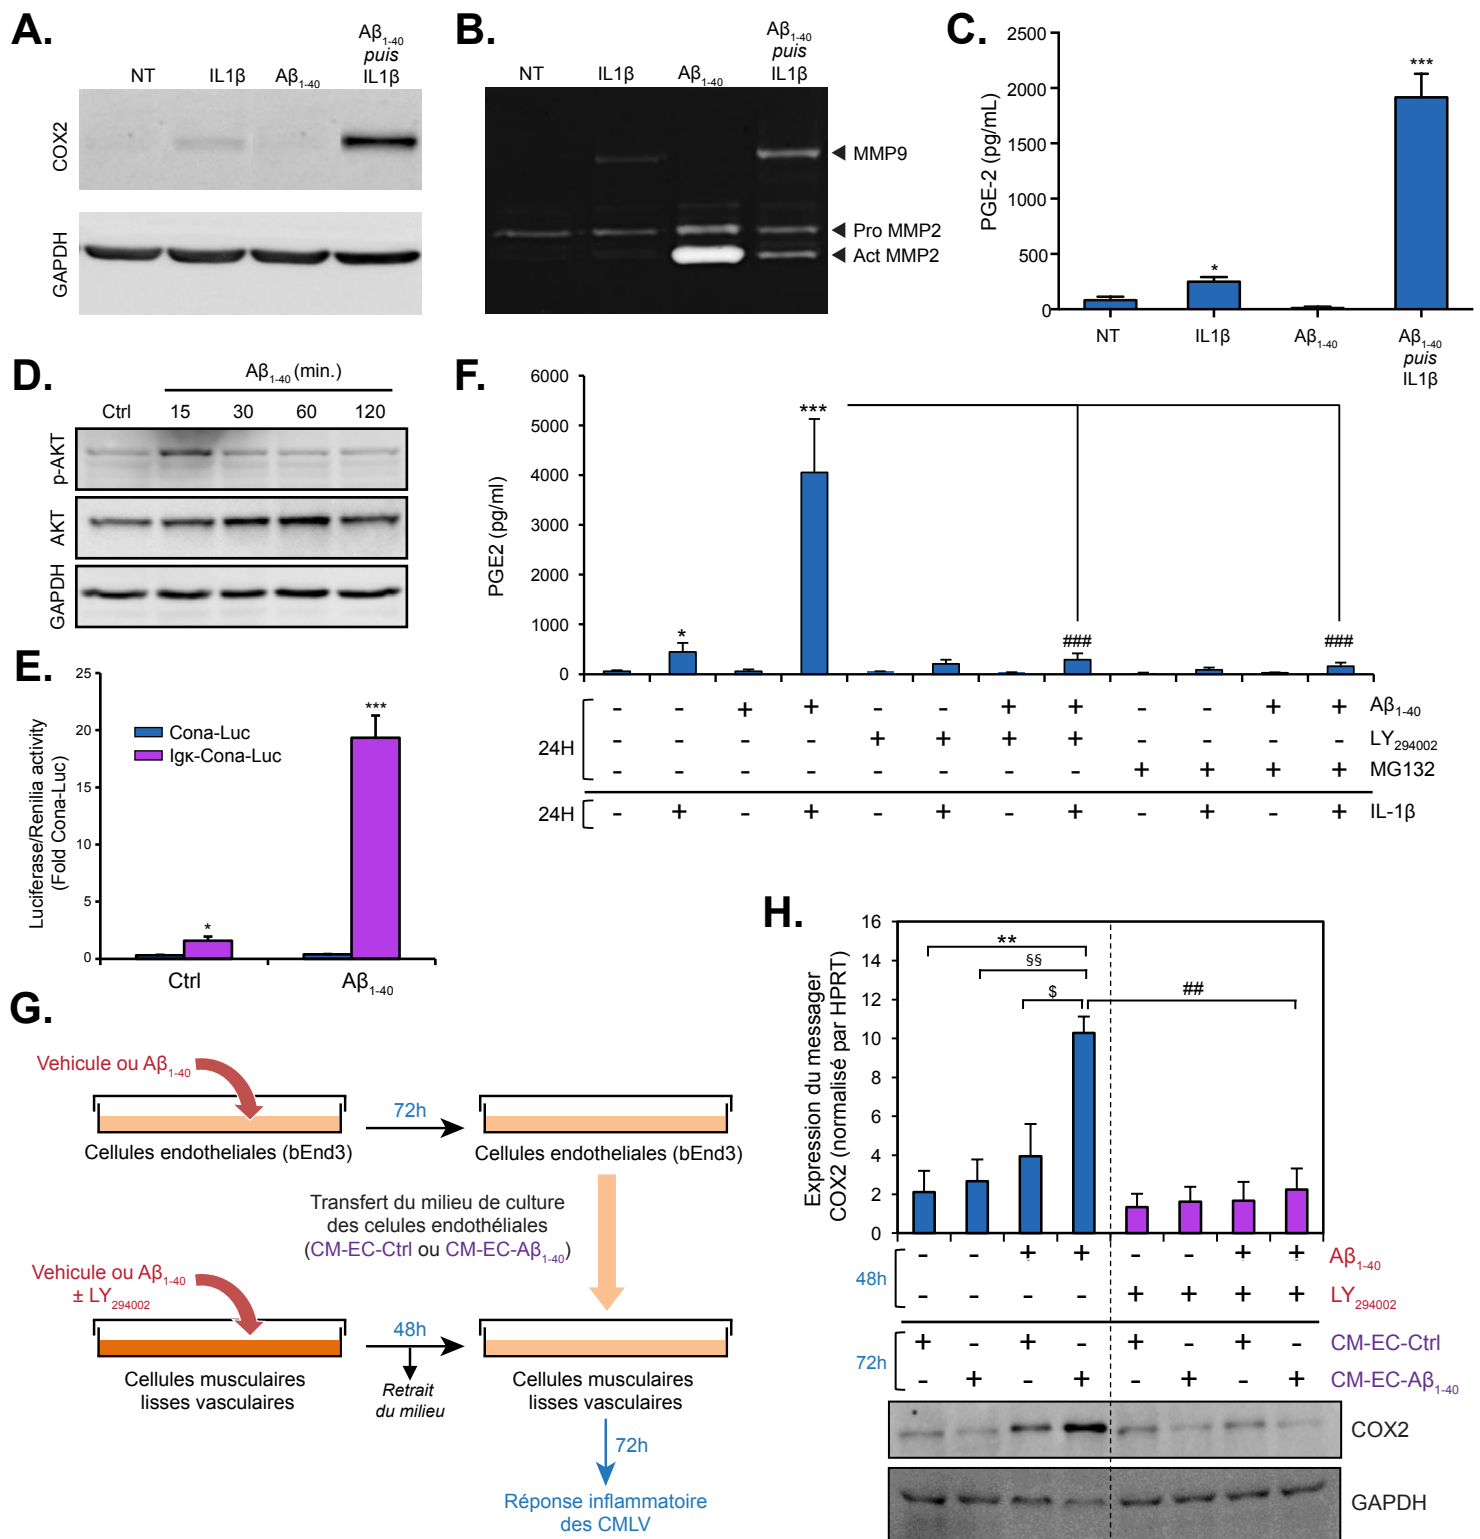 A.
NT
IL1β
Aβ1-40
Aβ1-40
puis
IL1β
COX2
GAPDH
B.
NT
IL1β
Aβ1-40
Aβ1-40
puis
IL1β
MMP9
Pro MMP2
Act MMP2
C.
PGE-2 (pg/mL)
2500
2000
1500
1000
500
0
*
***
NT
IL1β
Aβ1-40
Aβ1-40
puis
IL1β
D.
Aβ1-40 (min.)
Ctrl 15 30 60 120
p-AKT
AKT
GAPDH
E.
Luciferase/Renilia activity
(Fold Cona-Luc)
25
20
15
10
5
0
Cona-Luc
Igκ-Cona-Luc
*
***
Ctrl
Aβ1-40
F.
PGE2 (pg/ml)
6000
5000
4000
3000
2000
1000
0
*
***
###
###
24H
- - + + - - + + - - + + Aβ1-40
- - - - + + + + - - - - LY294002
- - - - - - - - + + + + MG132
24H
- + - + - + - + - + - + IL-1β
G.
Vehicule ou Aβ1-40
72h
Cellules endotheliales (bEnd3)
Cellules endotheliales (bEnd3)
Transfert du milieu de culture
des celules endothéliales
(CM-EC-Ctrl ou CM-EC-Aβ1-40)
Vehicule ou Aβ1-40
± LY294002
48h
Retrait
du milieu
Cellules musculaires
lisses vasculaires
Cellules musculaires
lisses vasculaires
72h
Réponse inflammatoire
des CMLV
H.
Expression du messager
COX2 (normalisé par HPRT)
16
14
12
10
8
6
4
2
0
**
§§
$
##
48h
- - + + - - + + Aβ1-40
- - - - + + + + LY294002
72h
+ - + - + - + - CM-EC-Ctrl
- + - + - + - + CM-EC-Aβ1-40
COX2
GAPDH